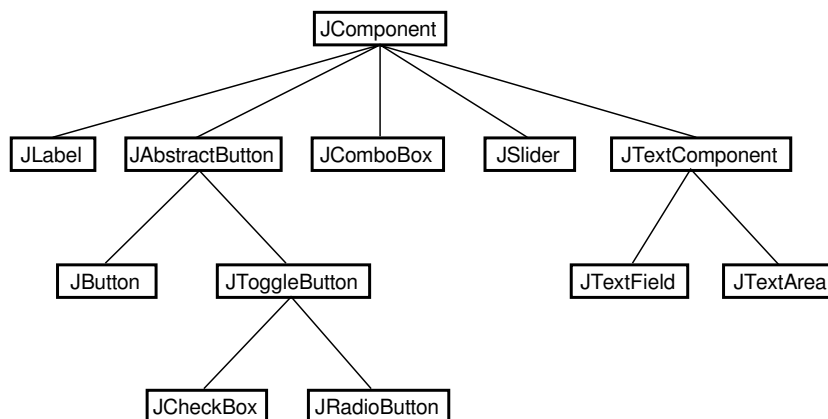 JComponent
JLabel
JAbstractButton
JComboBox
JSlider
JTextComponent
JButton
JToggleButton
JTextField
JTextArea
JCheckBox
JRadioButton